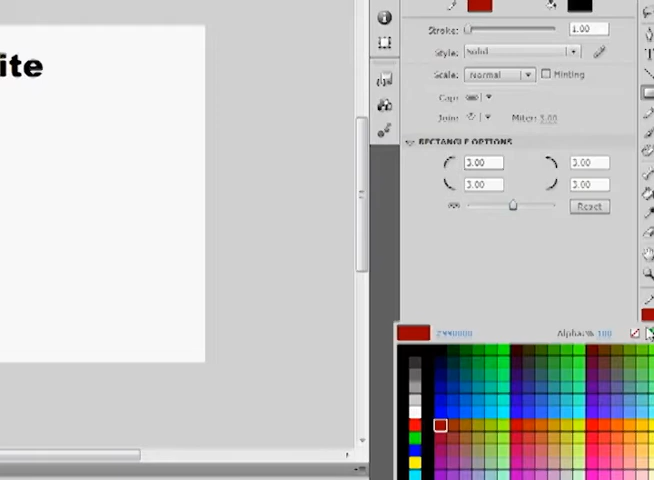 ite
Stroke: 1.00
Style: Solid
Scale: Normal Hinting
Cap:
Join: Miter: 3.00
RECTANGLE OPTIONS
3.00 3.00
3.00 3.00
Reset
Alpha: 100